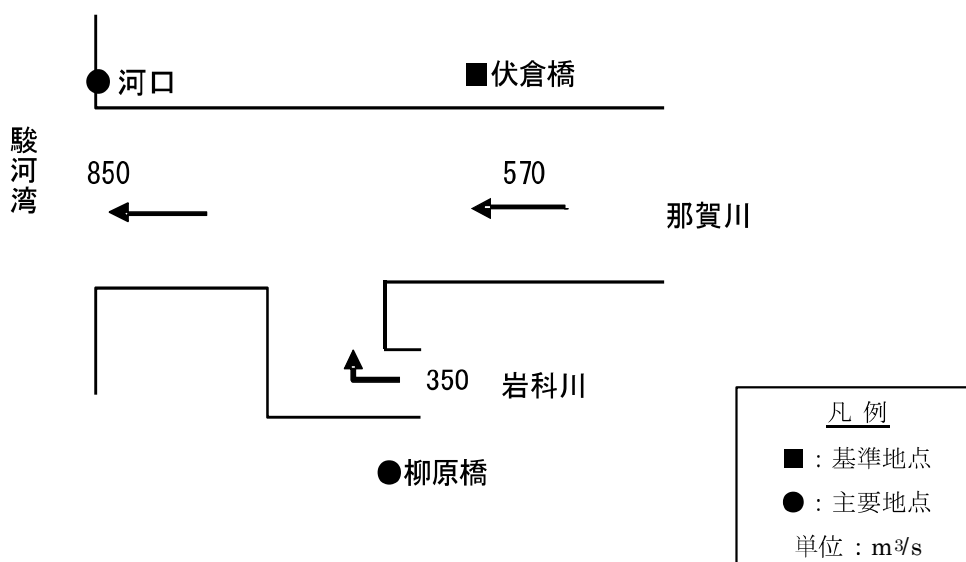 河口
■伏倉橋
駿河湾
850
570
那賀川
350
岩科川
●柳原橋
凡 例
■：基準地点
●：主要地点
単位：m³/s